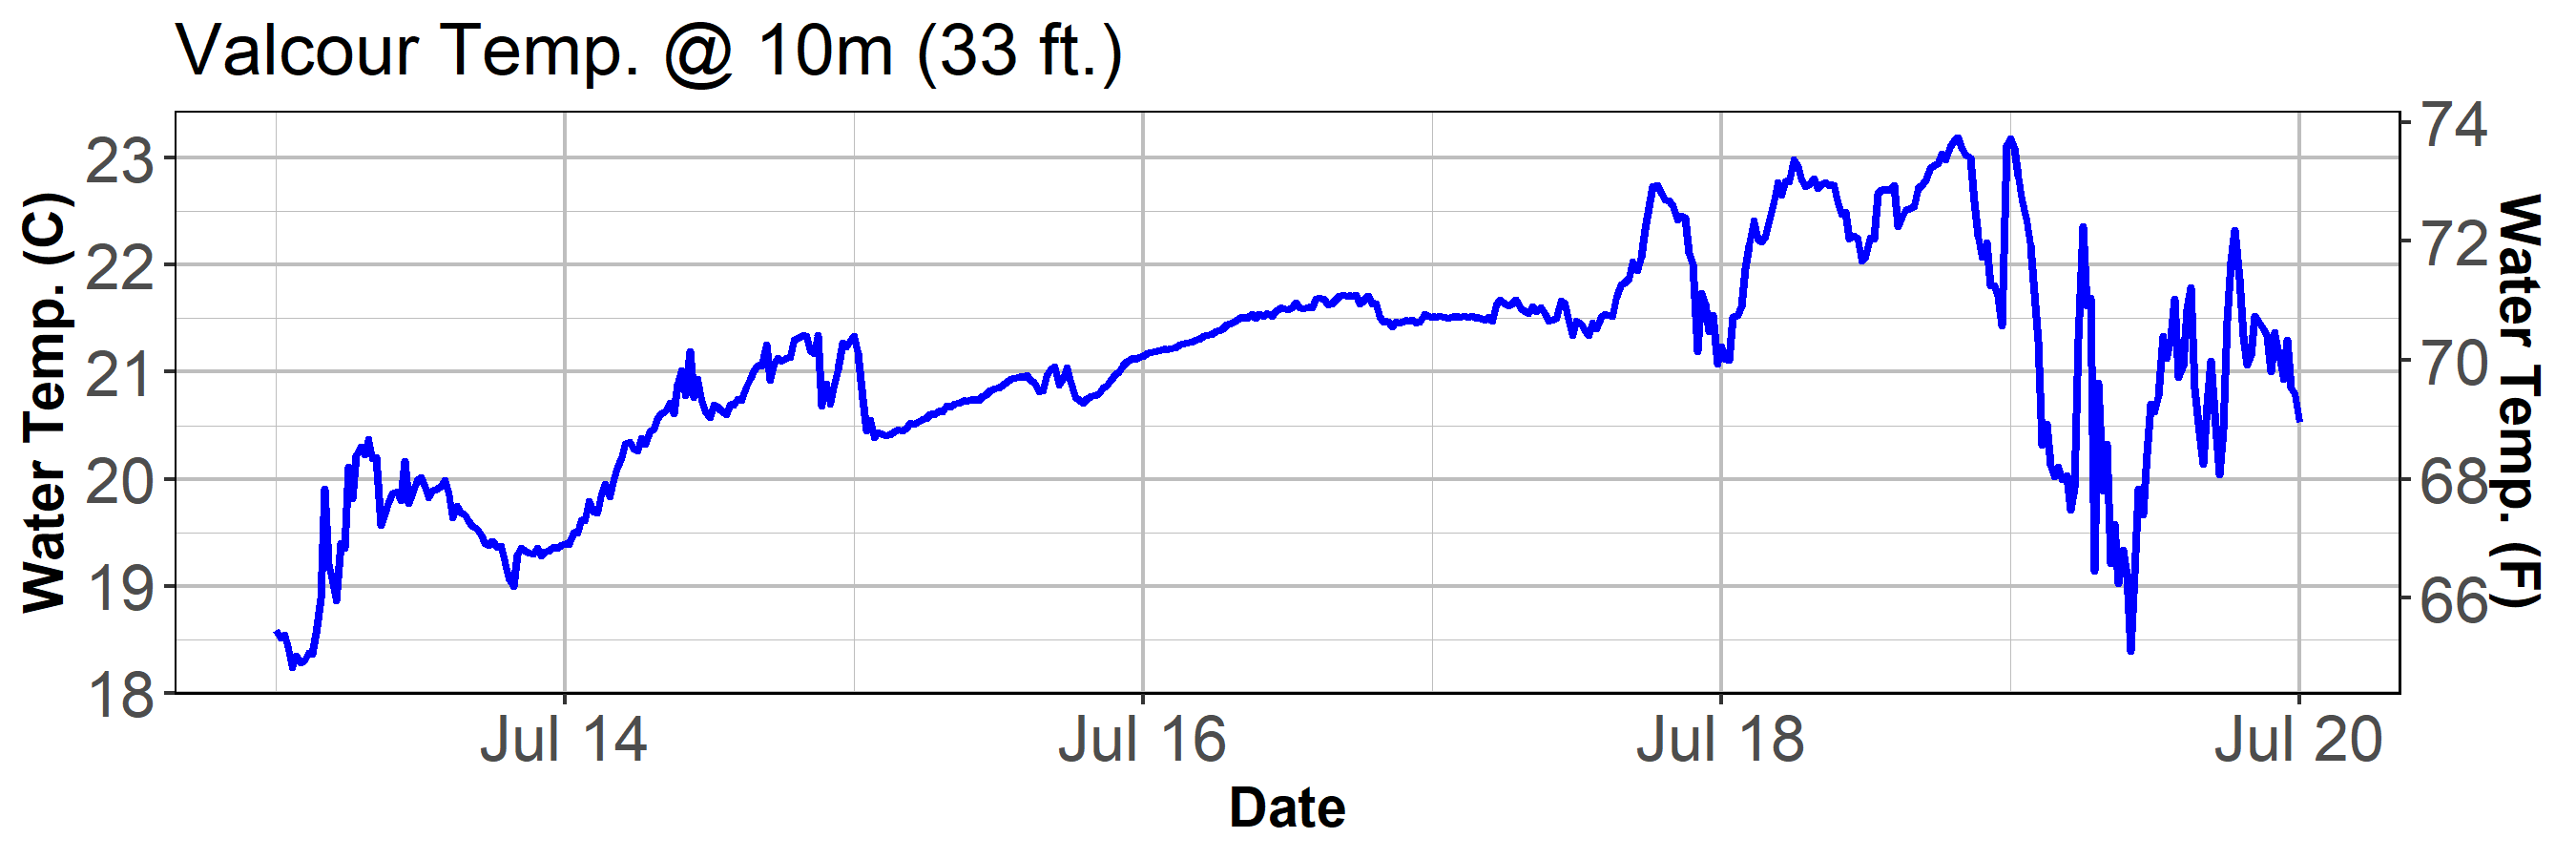 Valcour Temp. @ 10m (33 ft.)
Water Temp. (C)
23
22
21
20
19
18
74
72
70
68
66
Water Temp. (F)
Jul 14 Jul 16 Jul 18 Jul 20
Date